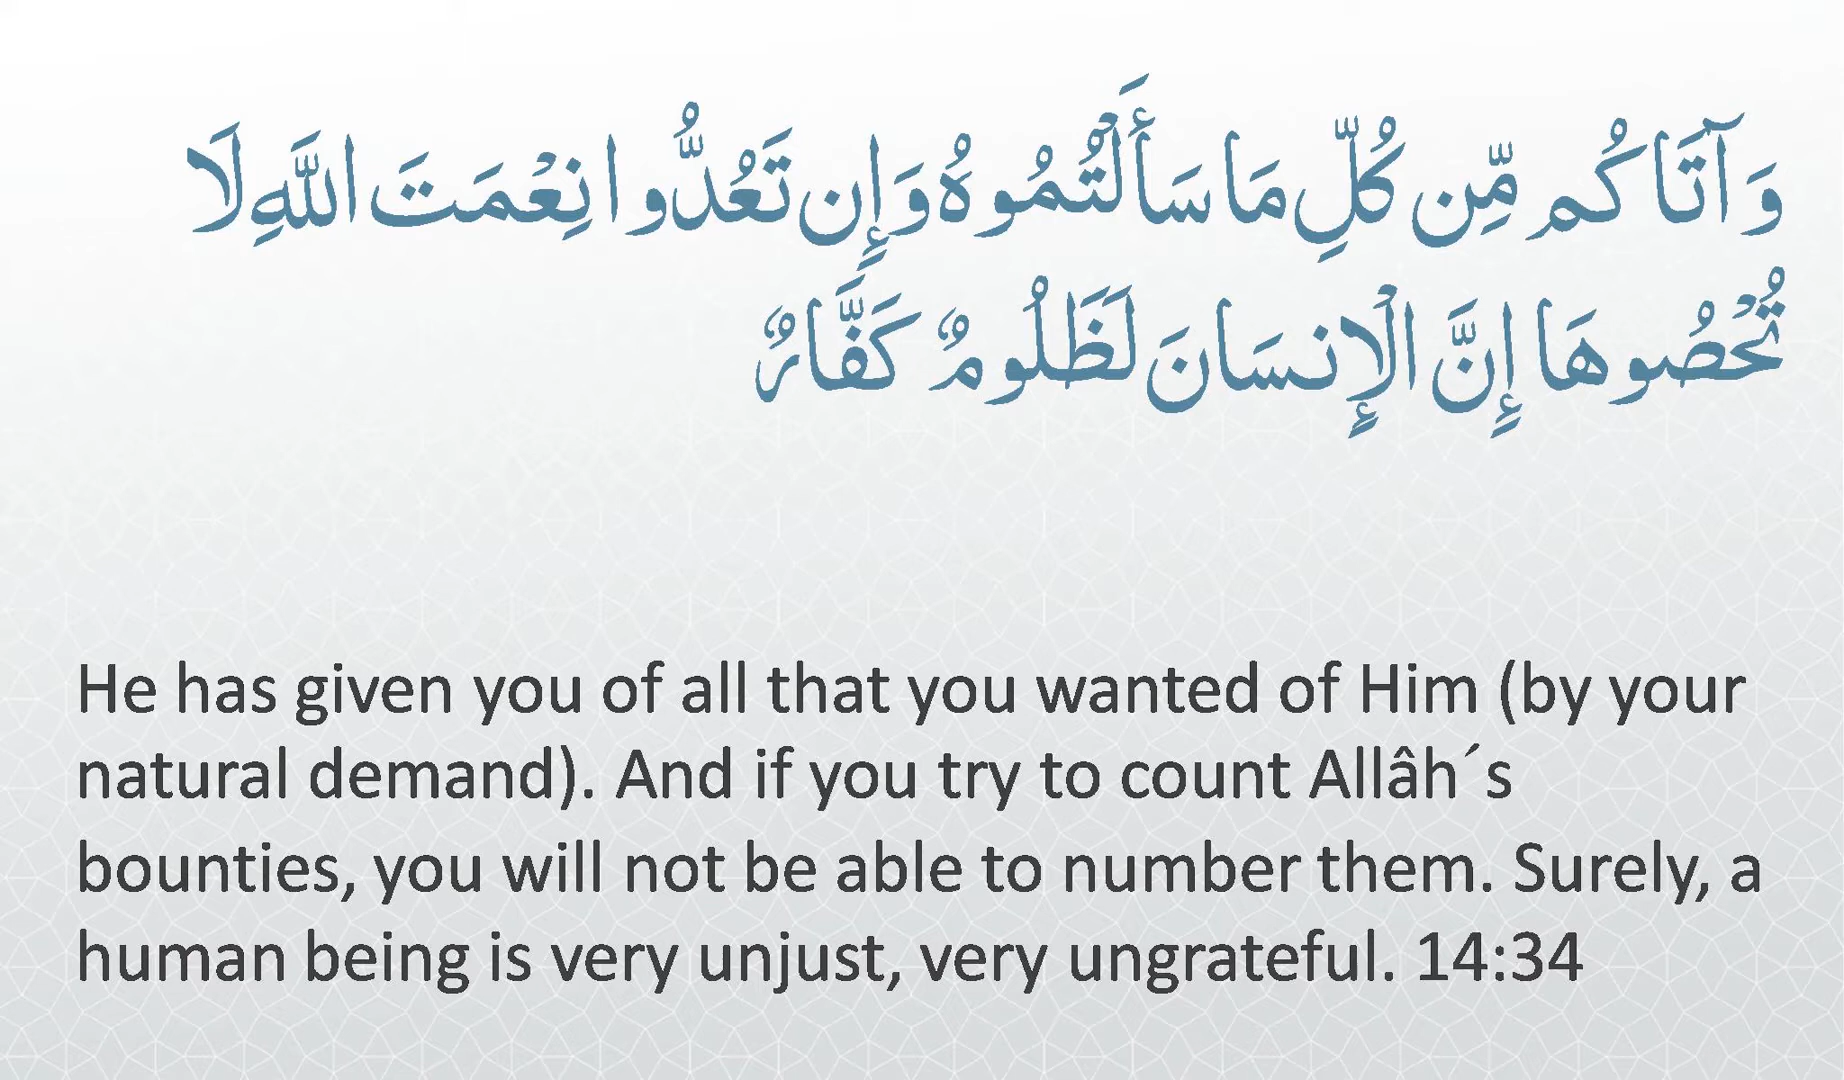 وَآتَاكُم مِّن كُلِّ مَا سَأَلْتُمُوهُ وَإِن تَعُدُّوا نِعْمَتَ اللَّهِ لَا
تُحْصُوهَا إِنَّ الْإِنسَانَ لَظَلُومٌ كَفَّارٌ
He has given you of all that you wanted of Him (by your
natural demand). And if you try to count Allâh´s
bounties, you will not be able to number them. Surely, a
human being is very unjust, very ungrateful. 14:34